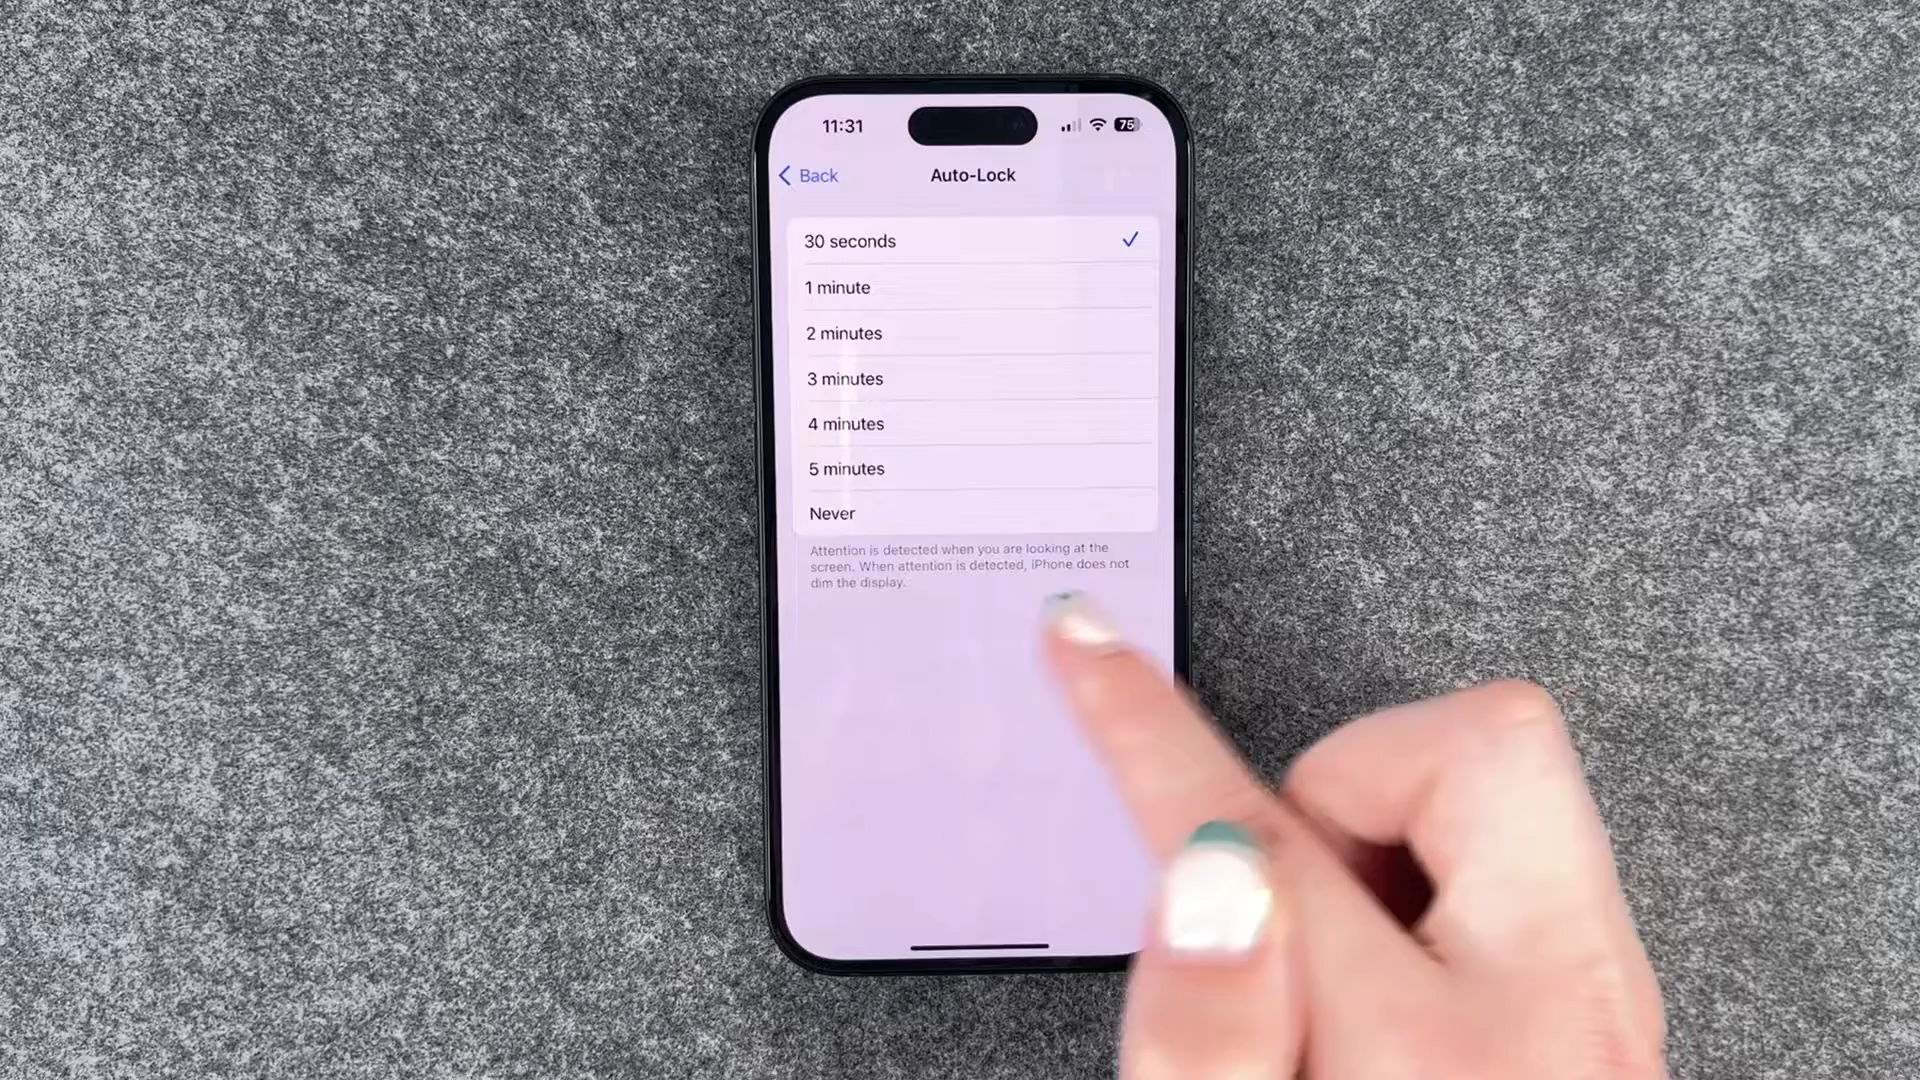 11:31
75
Back
Auto-Lock
30 seconds
1 minute
2 minutes
3 minutes
4 minutes
5 minutes
Never
Attention is detected when you are looking at the
screen. When attention is detected, iPhone does not
dim the display.